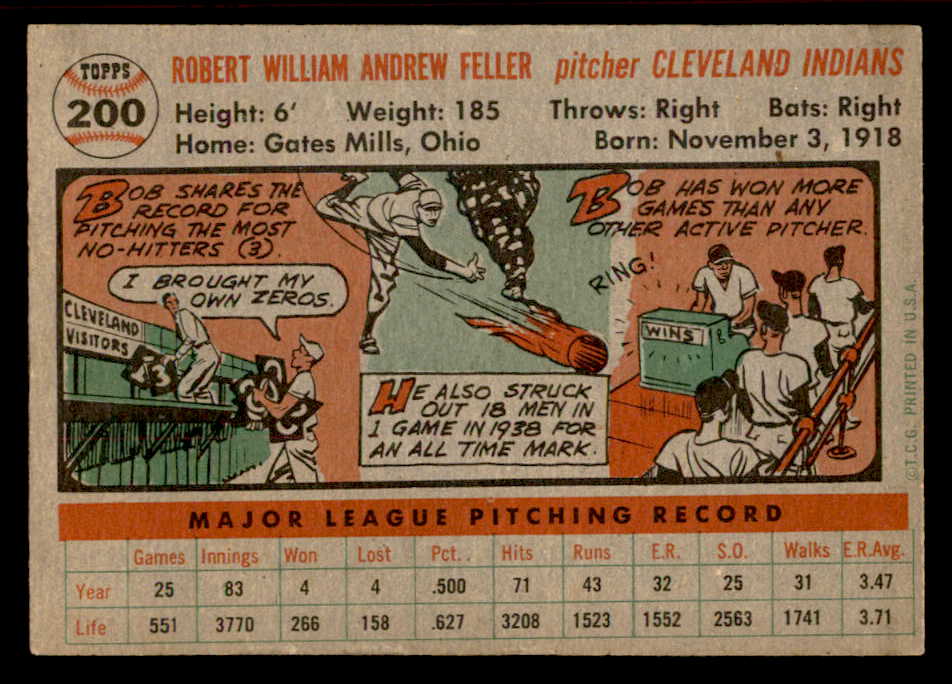 TOPPS
200
ROBERT WILLIAM ANDREW FELLER pitcher CLEVELAND INDIANS
Height: 6' Weight: 185 Throws: Right Bats: Right
Home: Gates Mills, Ohio Born: November 3, 1918
BOB SHARES THE
RECORD FOR
PITCHING THE MOST
NO-HITTERS (3).
I BROUGHT MY
OWN ZEROS.
CLEVELAND
VISITORS
HE ALSO STRUCK
OUT 18 MEN IN
1 GAME IN 1938 FOR
AN ALL TIME MARK.
BOB HAS WON MORE
GAMES THAN ANY
OTHER ACTIVE PITCHER.
RING!
WINS
©T.C.G. PRINTED IN U.S.A.
MAJOR LEAGUE PITCHING RECORD
Games Innings Won Lost Pct.. Hits Runs E.R. S.O. Walks E.R.Avg.
Year 25 83 4 4 .500 71 43 32 25 31 3.47
Life 551 3770 266 158 .627 3208 1523 1552 2563 1741 3.71